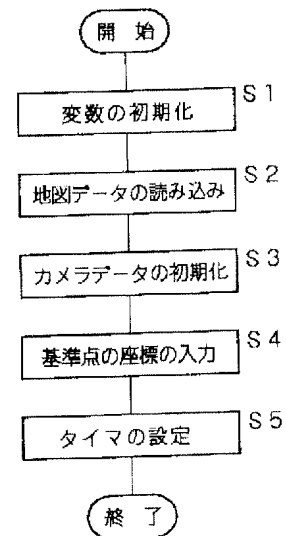 開 始
変数の初期化 S1
地図データの読み込み S2
カメラデータの初期化 S3
基準点の座標の入力 S4
タイマの設定 S5
終 了